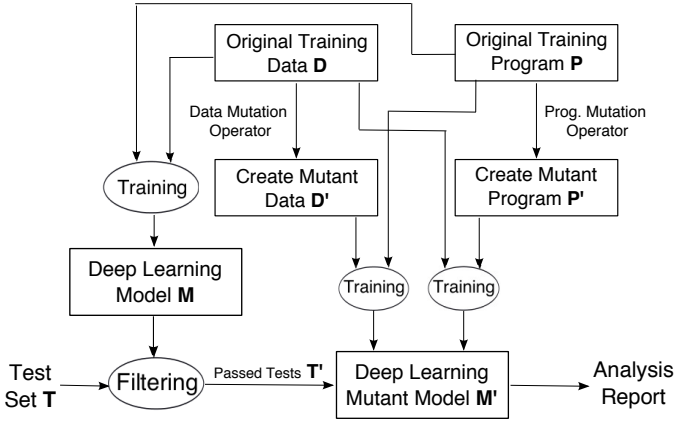 Original Training
Data D
Original Training
Program P
Data Mutation
Operator
Prog. Mutation
Operator
Training
Create Mutant
Data D'
Create Mutant
Program P'
Deep Learning
Model M
Training
Training
Test
Set T
Filtering
Passed Tests T'
Deep Learning
Mutant Model M'
Analysis
Report